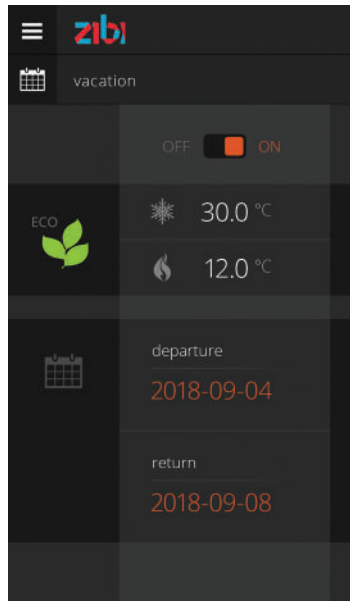 zibi
vacation
OFF ON
ECO
30.0 °C
12.0 °C
departure
2018-09-04
return
2018-09-08